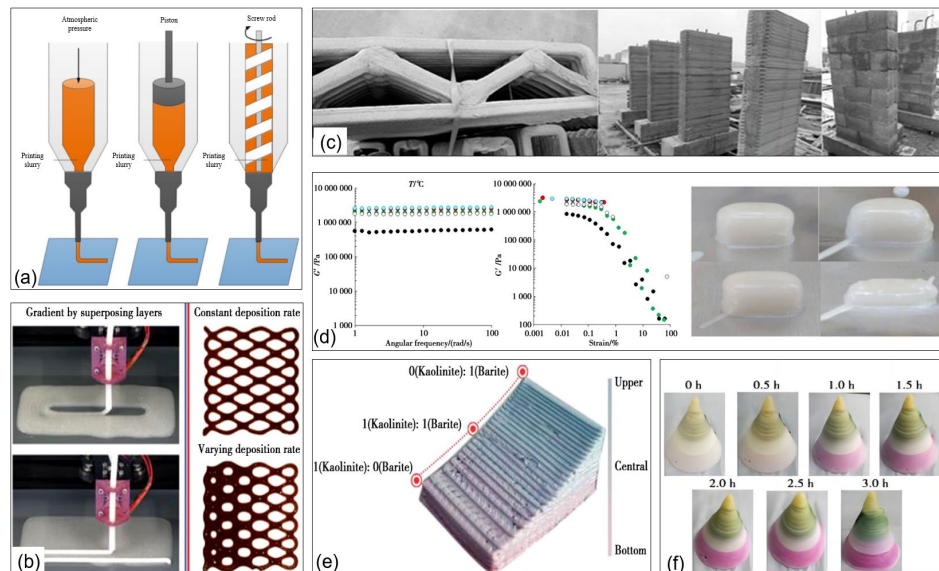 Atmospheric
pressure
Piston
Screw rod
Printing
slurry
Printing
slurry
Printing
slurry
(a)
Gradient by superposing layers
Constant deposition rate
Varying deposition rate
(b)
(c)
T/°C
10 000 000
1 000 000
100 000
10 000
1 000
G' /Pa
1
10
100
Angular frequency/(rad/s)
10 000 000
1 000 000
100 000
10 000
1 000
100
G' /Pa
0.001
0.01
0.1
1
10
100
Strain/%
(d)
0(Kaolinite): 1(Barite)
1(Kaolinite): 1(Barite)
1(Kaolinite): 0(Barite)
Upper
Central
Bottom
(e)
0 h
0.5 h
1.0 h
1.5 h
2.0 h
2.5 h
3.0 h
(f)